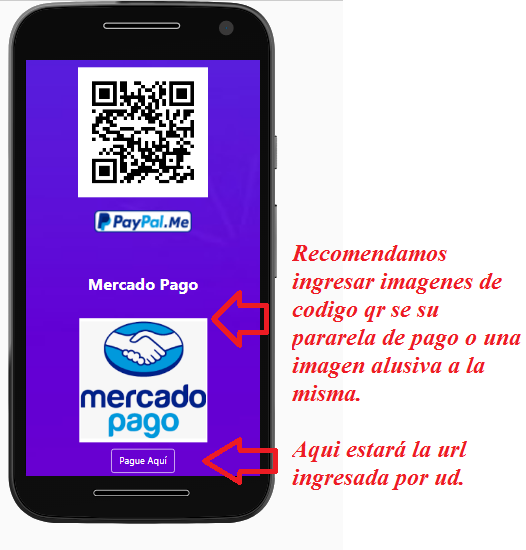 PayPal.Me
Mercado Pago
mercado
pago
Pague Aquí
Recomendamos
ingresar imagenes de
codigo qr se su
pararela de pago o una
imagen alusiva a la
misma.
Aqui estará la url
ingresada por ud.